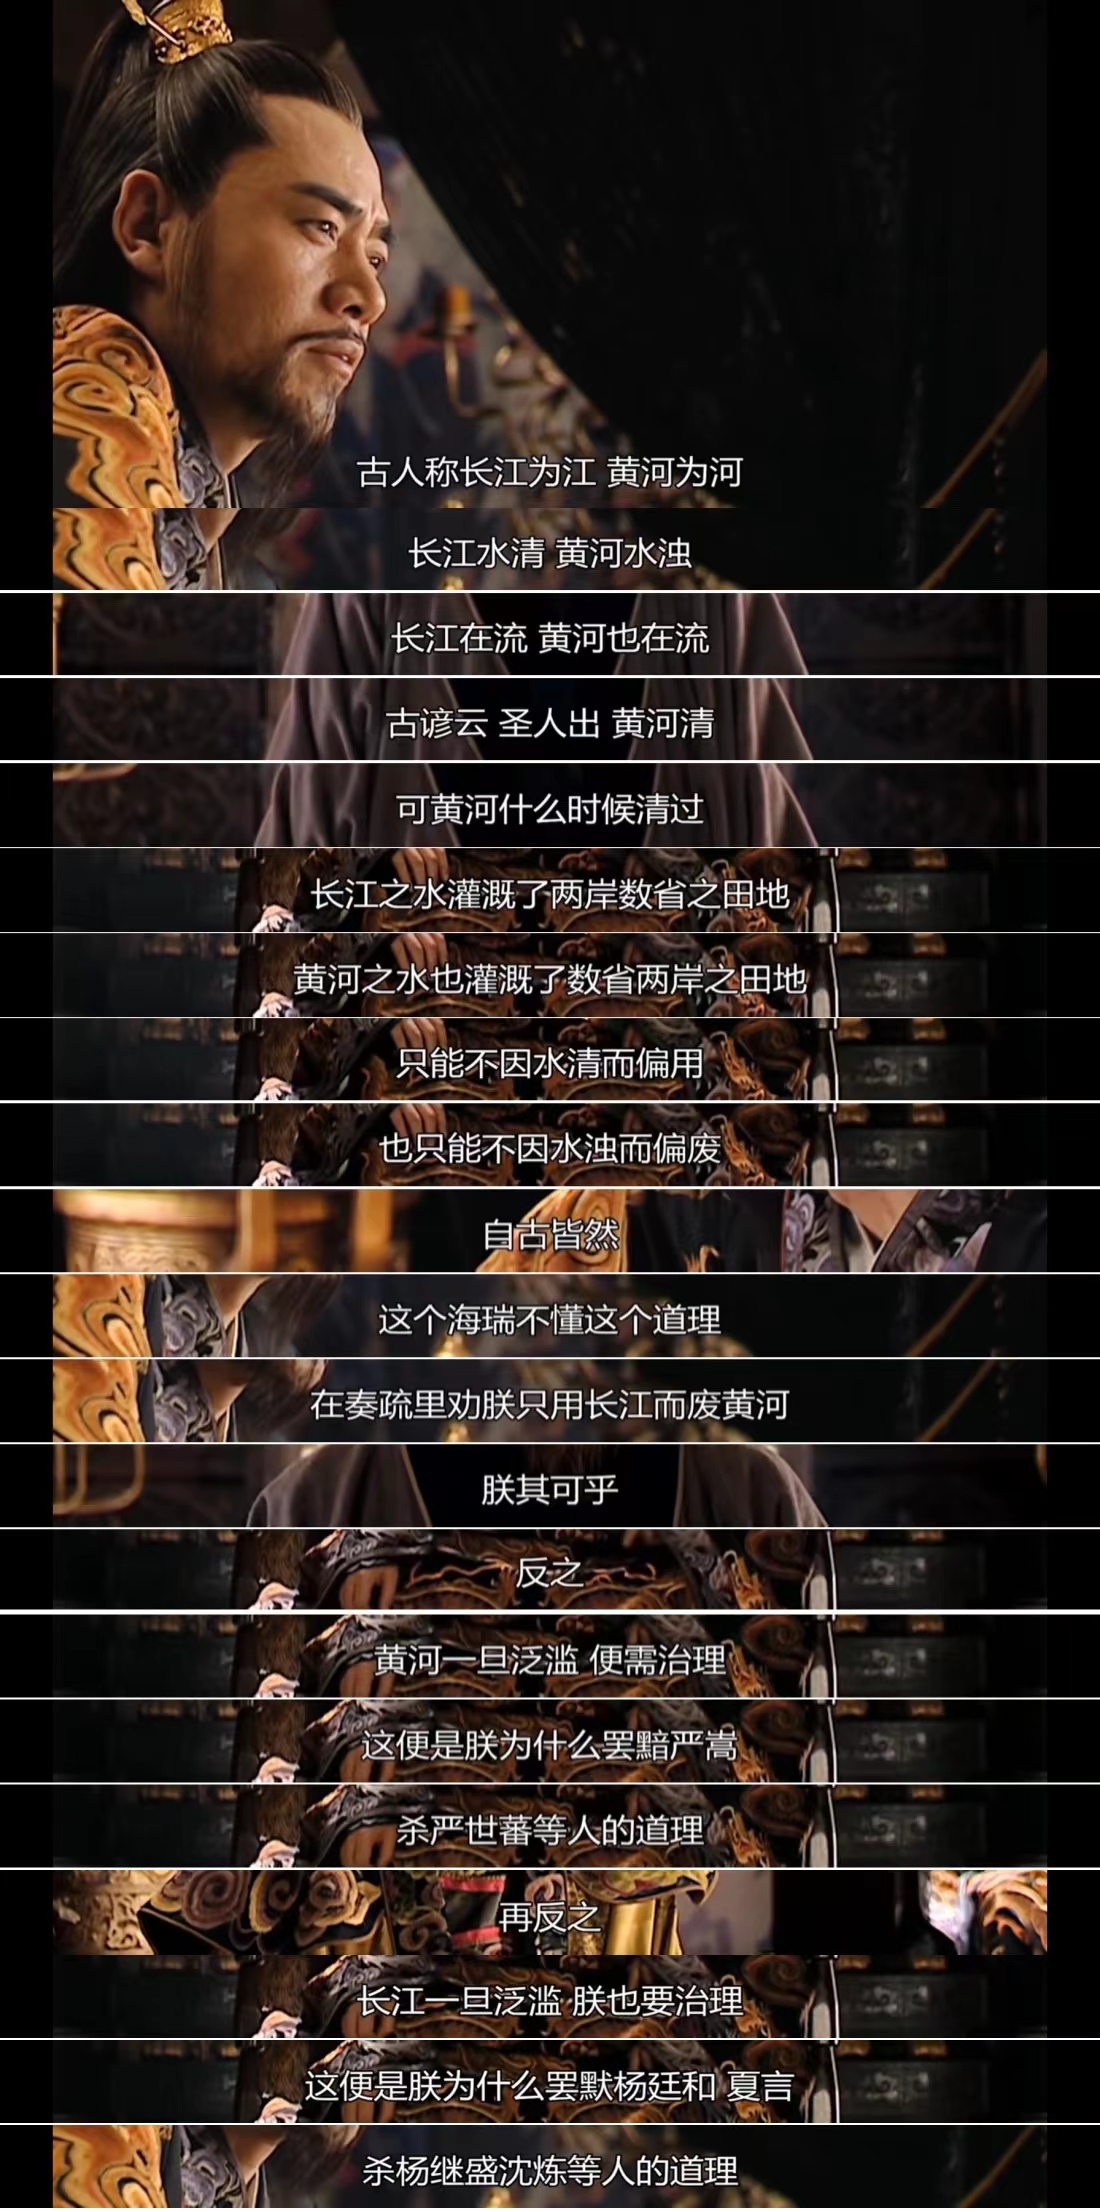 古人称长江为江 黄河为河
长江水清 黄河水浊
长江在流 黄河也在流
古谚云 圣人出 黄河清
可黄河什么时候清过
长江之水灌溉了两岸数省之田地
黄河之水也灌溉了数省两岸之田地
只能不因水清而偏用
也只能不因水浊而偏废
自古皆然
这个海瑞不懂这个道理
在奏疏里劝朕只用长江而废黄河
朕其可乎
反之
黄河一旦泛滥 便需治理
这便是朕为什么罢黯严嵩
杀严世蕃等人的道理
再反之
长江一旦泛滥 朕也要治理
这便是朕为什么罢默杨廷和 夏言
杀杨继盛沈炼等人的道理